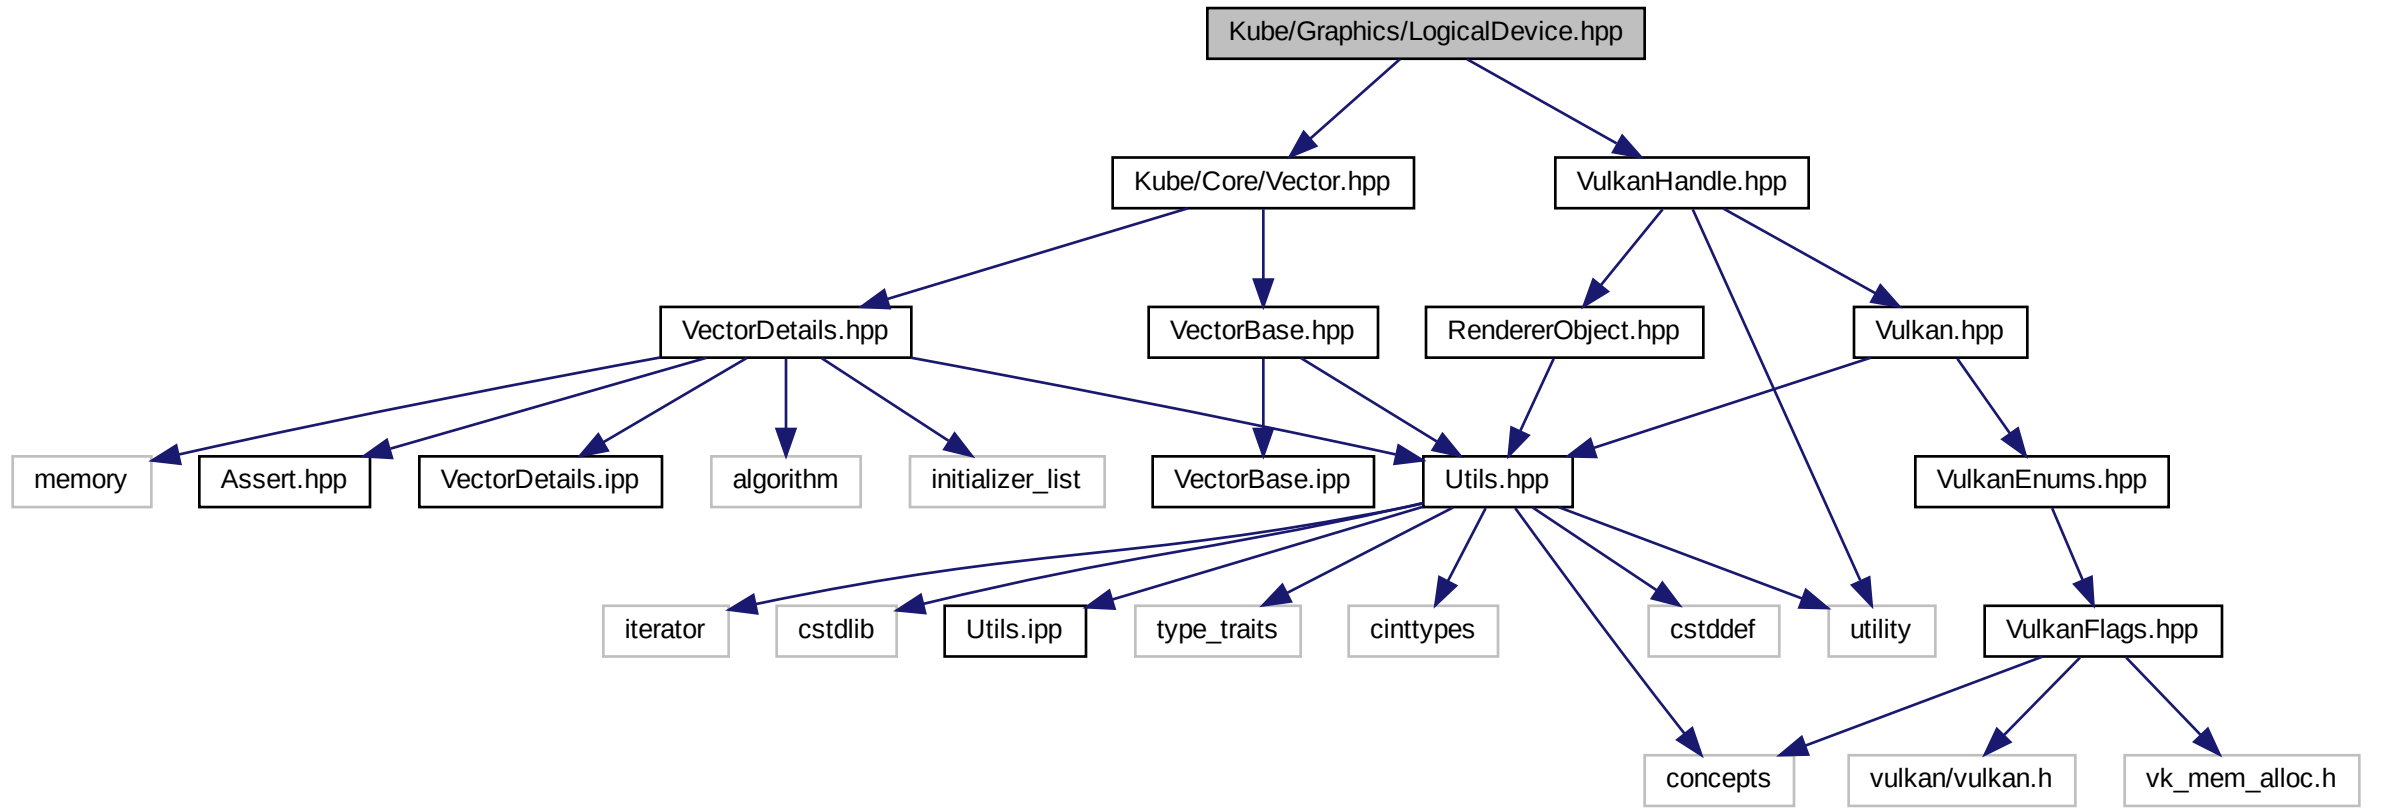 Kube/Graphics/LogicalDevice.hpp
Kube/Core/Vector.hpp
VulkanHandle.hpp
VectorDetails.hpp
VectorBase.hpp
RendererObject.hpp
Vulkan.hpp
memory
Assert.hpp
VectorDetails.ipp
algorithm
initializer_list
VectorBase.ipp
Utils.hpp
VulkanEnums.hpp
iterator
cstdlib
Utils.ipp
type_traits
cinttypes
cstddef
utility
VulkanFlags.hpp
concepts
vulkan/vulkan.h
vk_mem_alloc.h